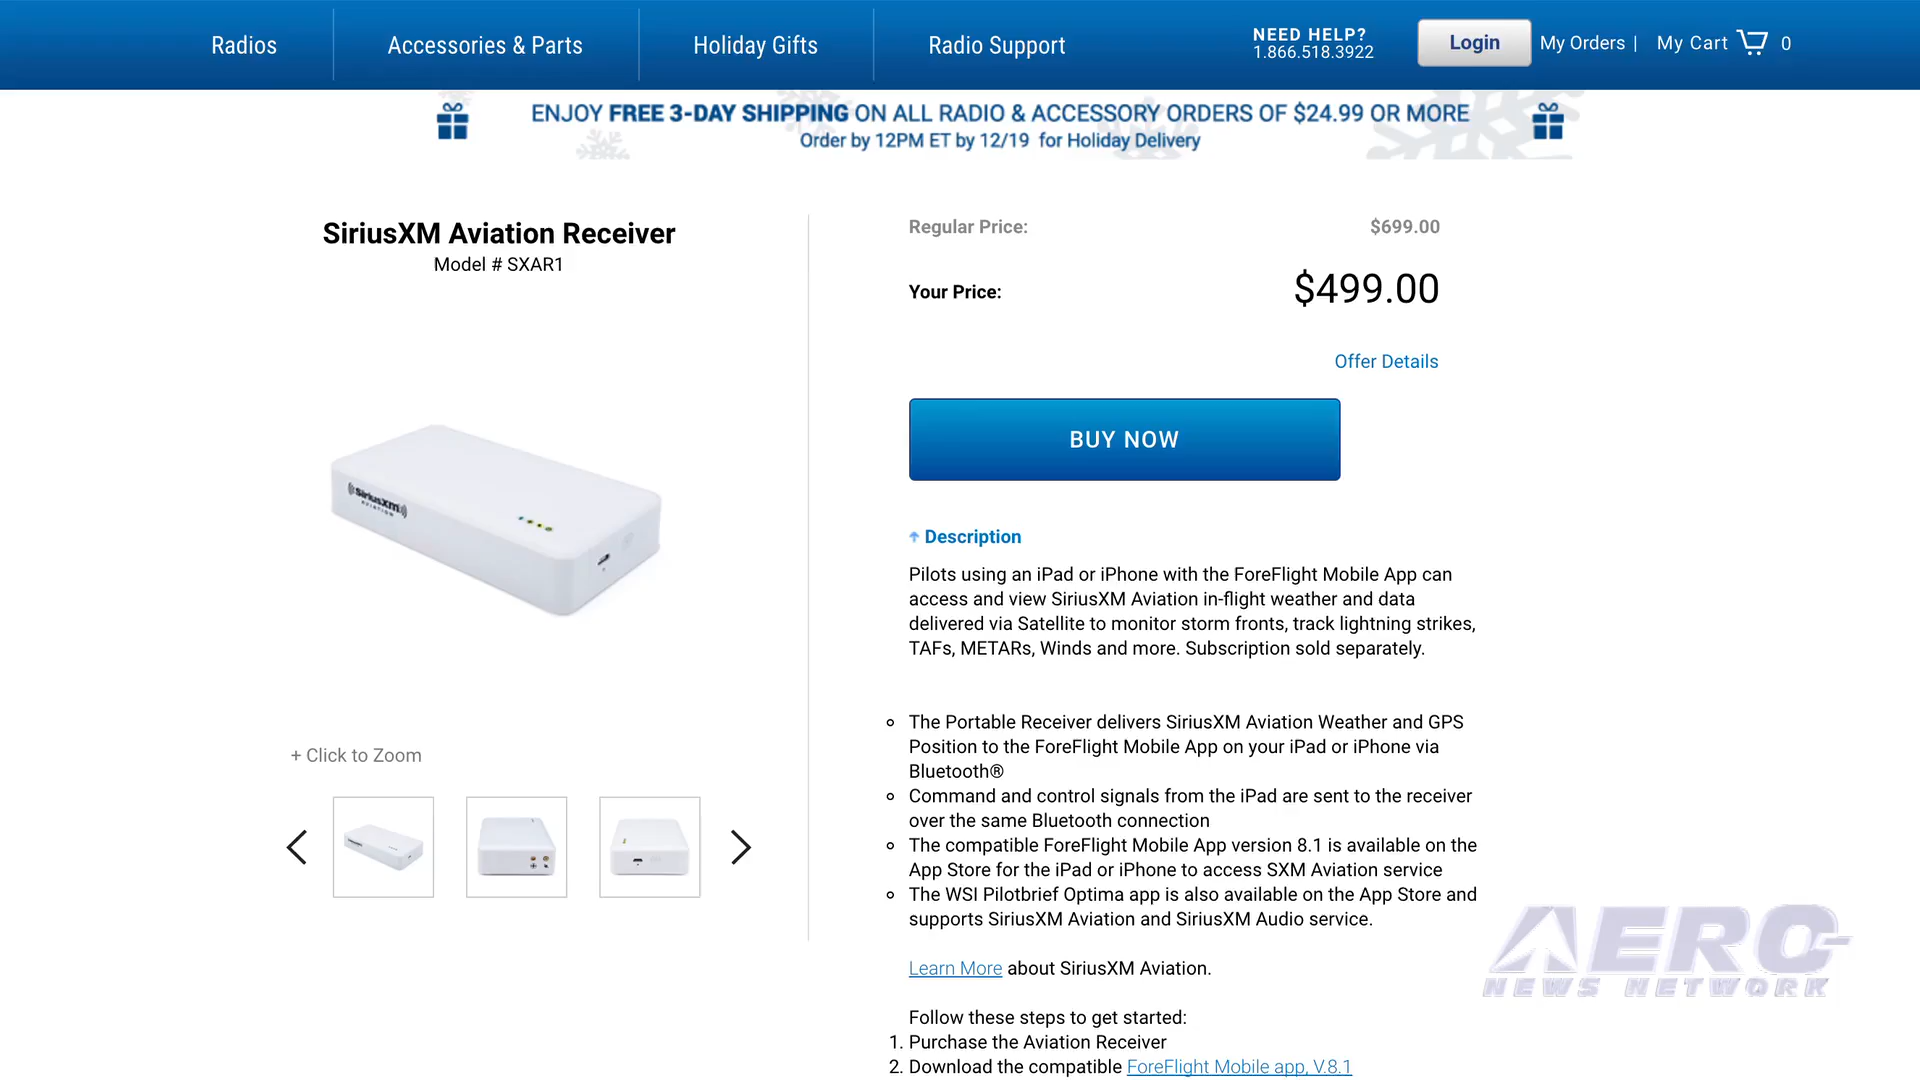 Radios
Accessories & Parts
Holiday Gifts
Radio Support
NEED HELP?
1.866.518.3922
Login
My Orders |
My Cart
0
ENJOY FREE 3-DAY SHIPPING ON ALL RADIO & ACCESSORY ORDERS OF $24.99 OR MORE
Order by 12PM ET by 12/19 for Holiday Delivery
SiriusXM Aviation Receiver
Model # SXAR1
SiriusXM
AVIATION
+ Click to Zoom
Regular Price: $699.00
Your Price: $499.00
Offer Details
BUY NOW
Description
Pilots using an iPad or iPhone with the ForeFlight Mobile App can
access and view SiriusXM Aviation in-flight weather and data
delivered via Satellite to monitor storm fronts, track lightning strikes,
TAFs, METARs, Winds and more. Subscription sold separately.
The Portable Receiver delivers SiriusXM Aviation Weather and GPS
Position to the ForeFlight Mobile App on your iPad or iPhone via
Bluetooth®
Command and control signals from the iPad are sent to the receiver
over the same Bluetooth connection
The compatible ForeFlight Mobile App version 8.1 is available on the
App Store for the iPad or iPhone to access SXM Aviation service
The WSI Pilotbrief Optima app is also available on the App Store and
supports SiriusXM Aviation and SiriusXM Audio service.
Learn More about SiriusXM Aviation.
Follow these steps to get started:
1. Purchase the Aviation Receiver
2. Download the compatible ForeFlight Mobile app, V.8.1
AERO-
NEWS NETWORK